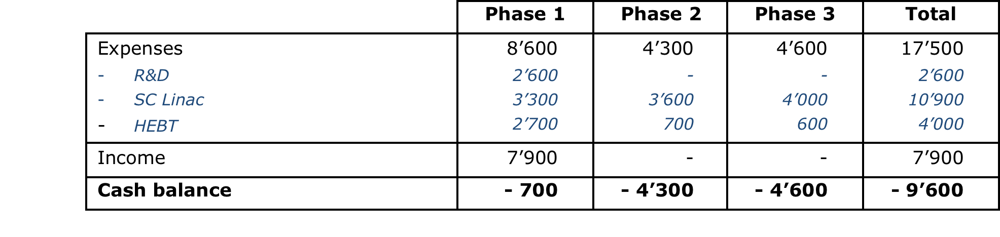 Phase 1 Phase 2 Phase 3 Total
Expenses 8’600 4’300 4’600 17’500
- R&D 2’600 - - 2’600
- SC Linac 3’300 3’600 4’000 10’900
- HEBT 2’700 700 600 4’000
Income 7’900 - - 7’900
Cash balance - 700 - 4’300 - 4’600 - 9’600